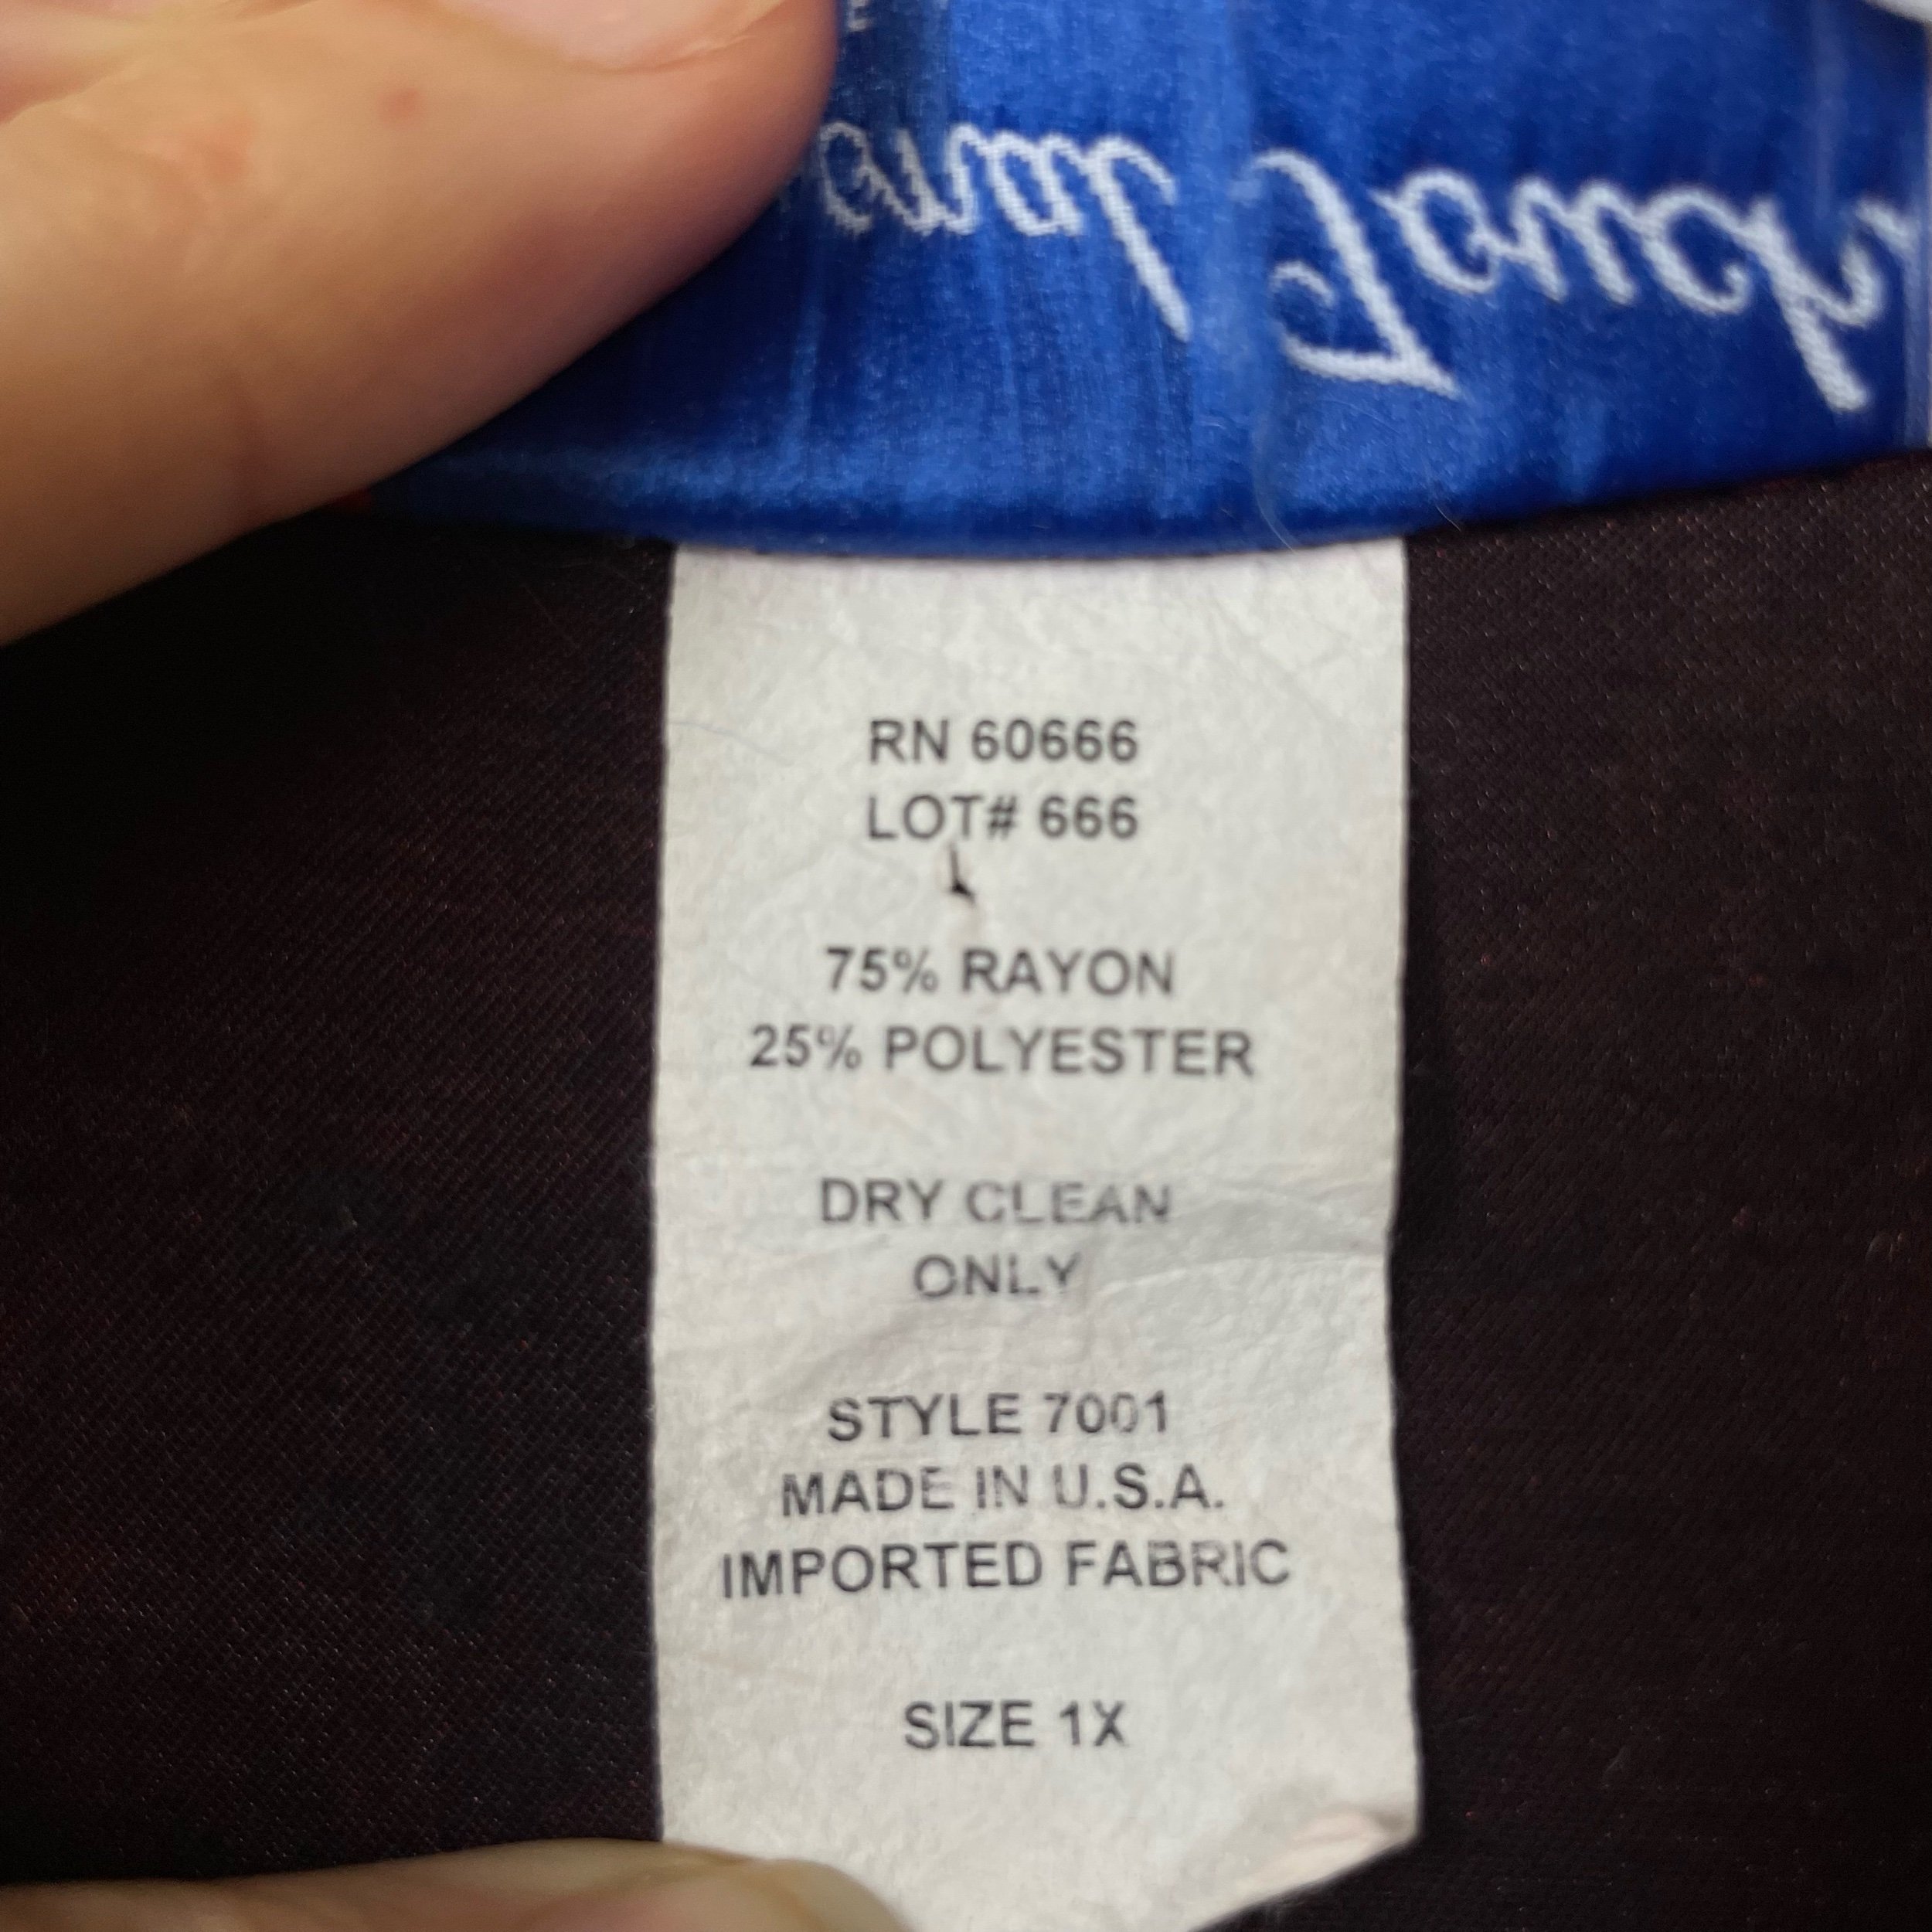 RN 60666
LOT# 666
75% RAYON
25% POLYESTER
DRY CLEAN
ONLY
STYLE 7001
MADE IN U.S.A.
IMPORTED FABRIC
SIZE 1X